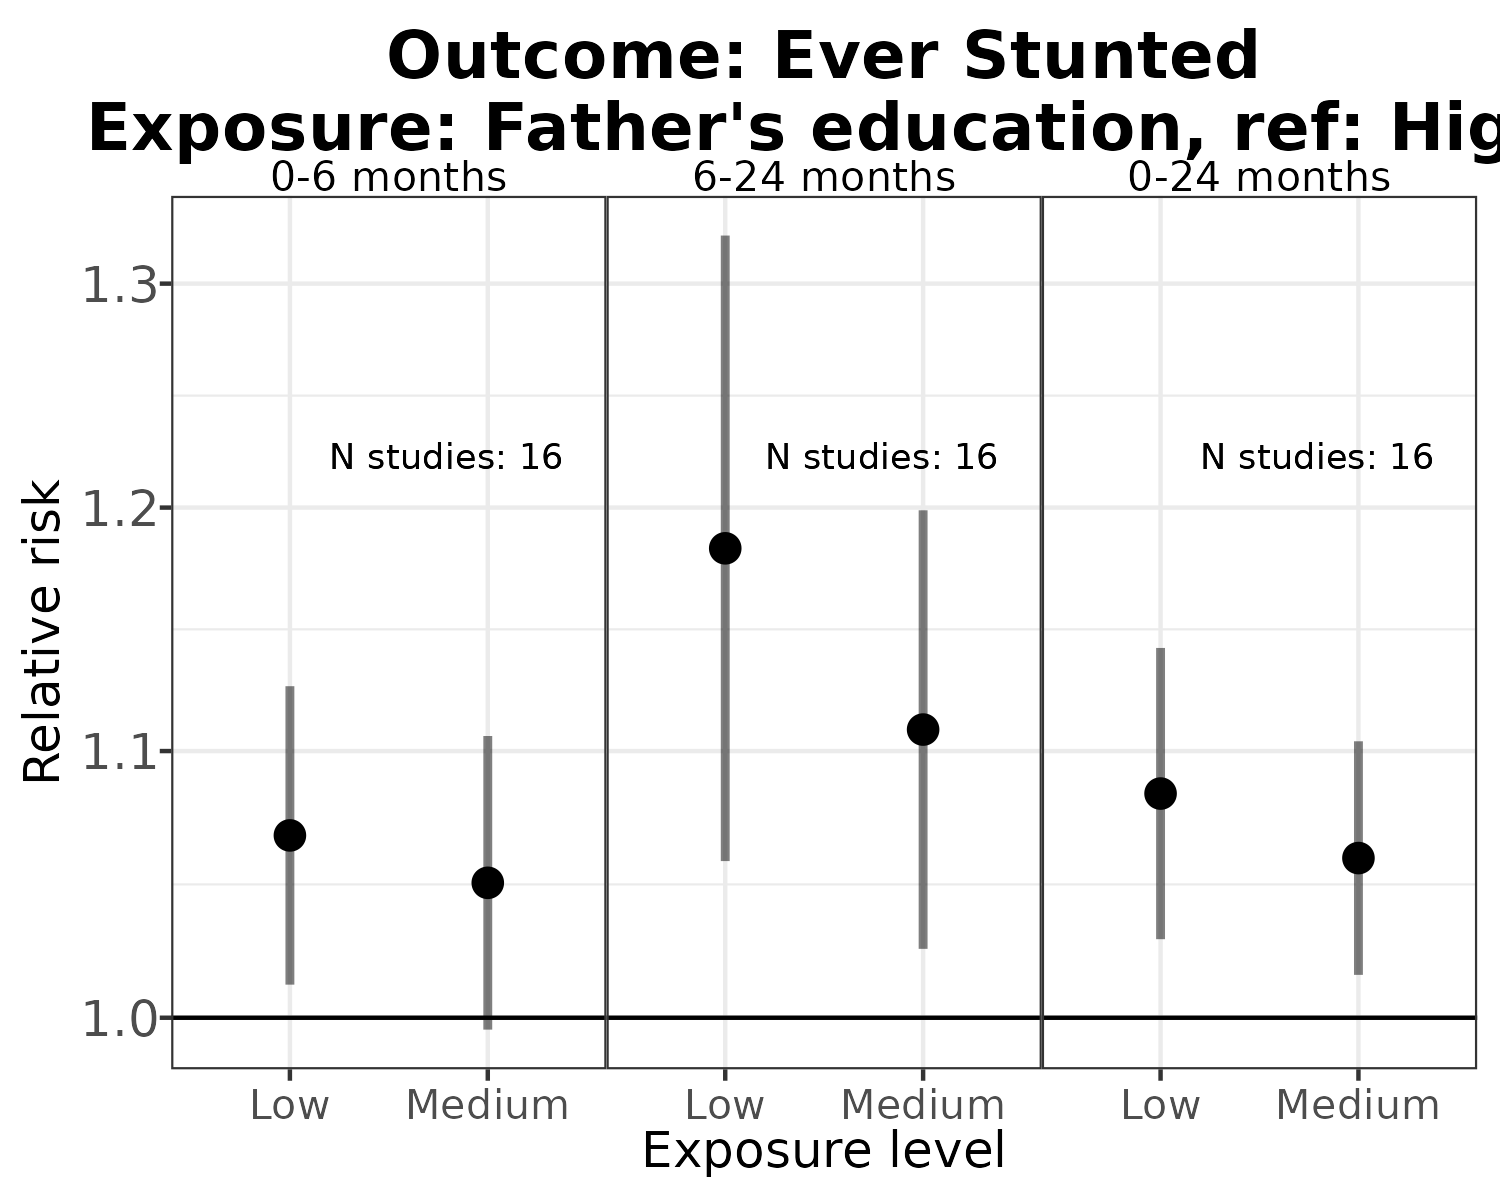 Outcome: Ever Stunted
Exposure: Father's education, ref: Hig
0-6 months
6-24 months
0-24 months
1.3
1.2
1.1
1.0
Relative risk
N studies: 16
N studies: 16
N studies: 16
Low
Medium
Low
Medium
Low
Medium
Exposure level